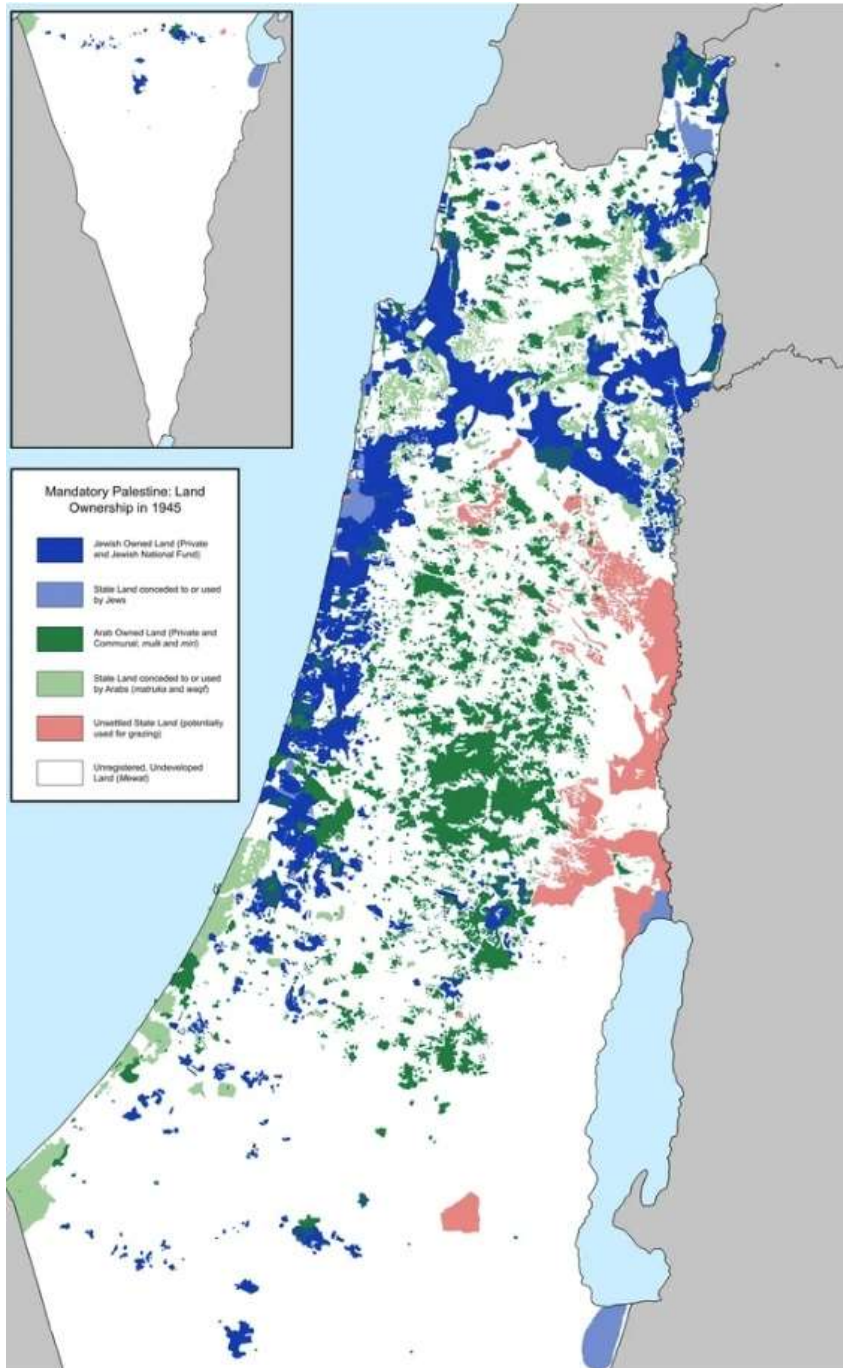 Mandatory Palestine: Land
Ownership in 1945
Jewish Owned Land (Private
and Jewish National Fund)
State Land conceded to or used
by Jews
Arab Owned Land (Private and
Communal, mulk and miri)
State Land conceded to or used
by Arabs (matruka and waqf)
Unsettled State Land (potentially
used for grazing)
Unregistered, Undeveloped
Land (Mewat)